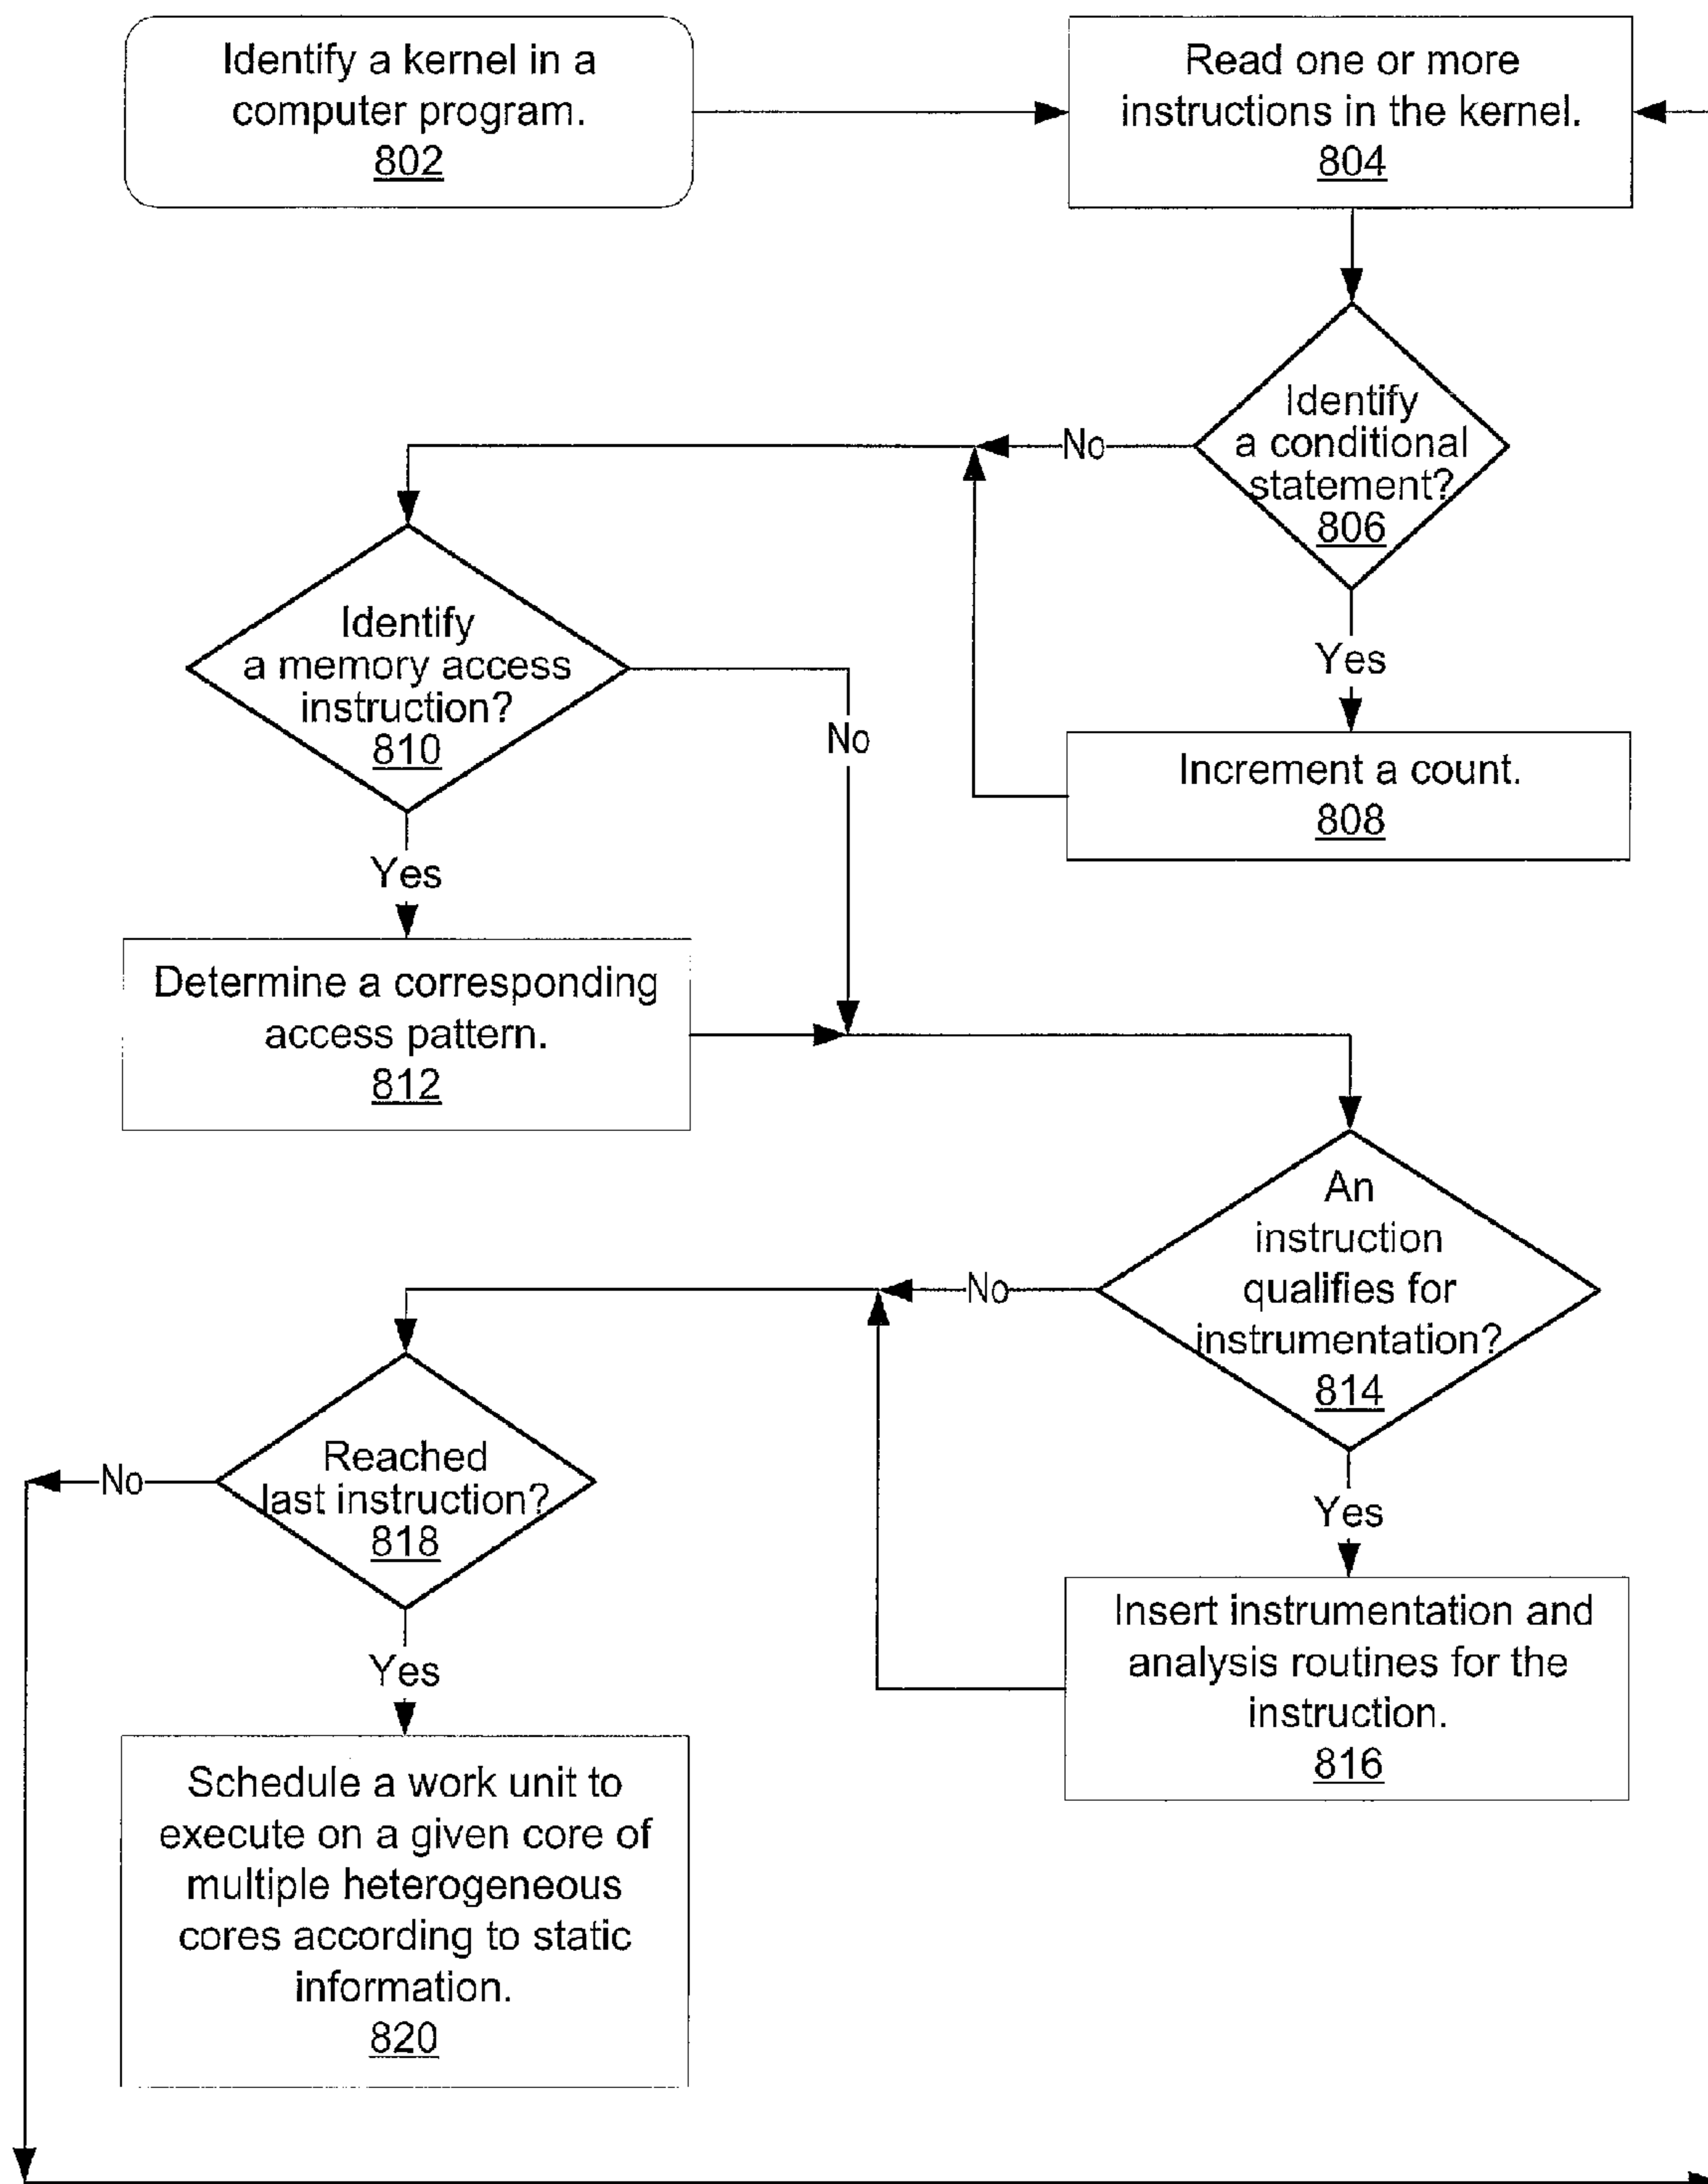 Identify a kernel in a
computer program.
802
Read one or more
instructions in the kernel.
804
Identify
a conditional
statement?
806
No
Yes
Increment a count.
808
Identify
a memory access
instruction?
810
No
Yes
Determine a corresponding
access pattern.
812
An
instruction
qualifies for
instrumentation?
814
No
Yes
Insert instrumentation and
analysis routines for the
instruction.
816
Reached
last instruction?
818
No
Yes
Schedule a work unit to
execute on a given core of
multiple heterogeneous
cores according to static
information.
820